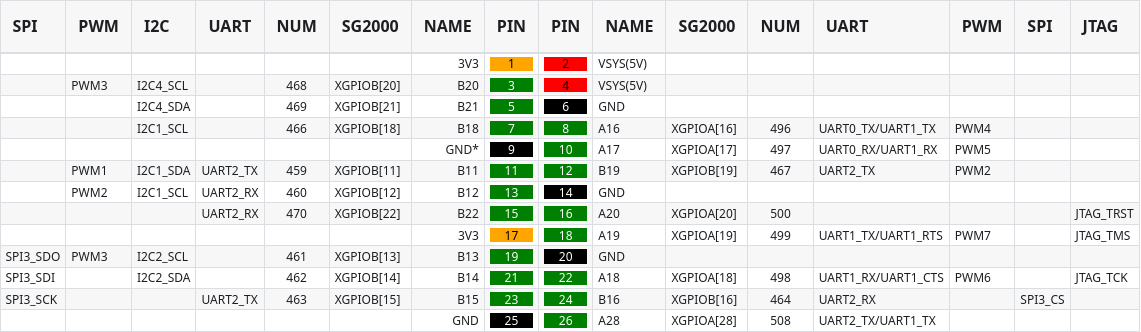 SPI PWM I2C UART NUM SG2000 NAME PIN PIN NAME SG2000 NUM UART PWM SPI JTAG
3V3 1 2 VSYS(5V)
PWM3 I2C4_SCL 468 XGPIOB[20] B20 3 4 VSYS(5V)
I2C4_SDA 469 XGPIOB[21] B21 5 6 GND
I2C1_SCL 466 XGPIOB[18] B18 7 8 A16 XGPIOA[16] 496 UART0_TX/UART1_TX PWM4
GND* 9 10 A17 XGPIOA[17] 497 UART0_RX/UART1_RX PWM5
PWM1 I2C1_SDA UART2_TX 459 XGPIOB[11] B11 11 12 B19 XGPIOB[19] 467 UART2_TX PWM2
PWM2 I2C1_SCL UART2_RX 460 XGPIOB[12] B12 13 14 GND
UART2_RX 470 XGPIOB[22] B22 15 16 A20 XGPIOA[20] 500 JTAG_TRST
3V3 17 18 A19 XGPIOA[19] 499 UART1_TX/UART1_RTS PWM7 JTAG_TMS
SPI3_SDO PWM3 I2C2_SCL 461 XGPIOB[13] B13 19 20 GND
SPI3_SDI I2C2_SDA 462 XGPIOB[14] B14 21 22 A18 XGPIOA[18] 498 UART1_RX/UART1_CTS PWM6 JTAG_TCK
SPI3_SCK UART2_TX 463 XGPIOB[15] B15 23 24 B16 XGPIOB[16] 464 UART2_RX SPI3_CS
GND 25 26 A28 XGPIOA[28] 508 UART2_TX/UART1_TX